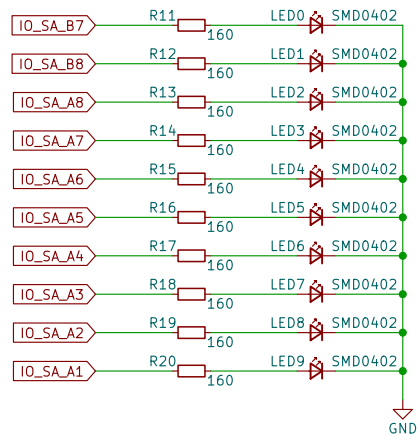 IO_SA_B7 R11 160 LED0 SMD0402
IO_SA_B8 R12 160 LED1 SMD0402
IO_SA_A8 R13 160 LED2 SMD0402
IO_SA_A7 R14 160 LED3 SMD0402
IO_SA_A6 R15 160 LED4 SMD0402
IO_SA_A5 R16 160 LED5 SMD0402
IO_SA_A4 R17 160 LED6 SMD0402
IO_SA_A3 R18 160 LED7 SMD0402
IO_SA_A2 R19 160 LED8 SMD0402
IO_SA_A1 R20 160 LED9 SMD0402
GND